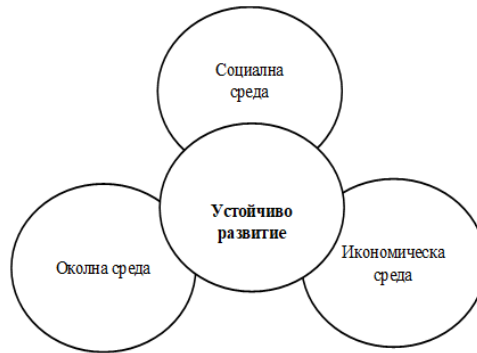 Социална
среда
Устойчиво
развитие
Околна среда
Икономическа
среда